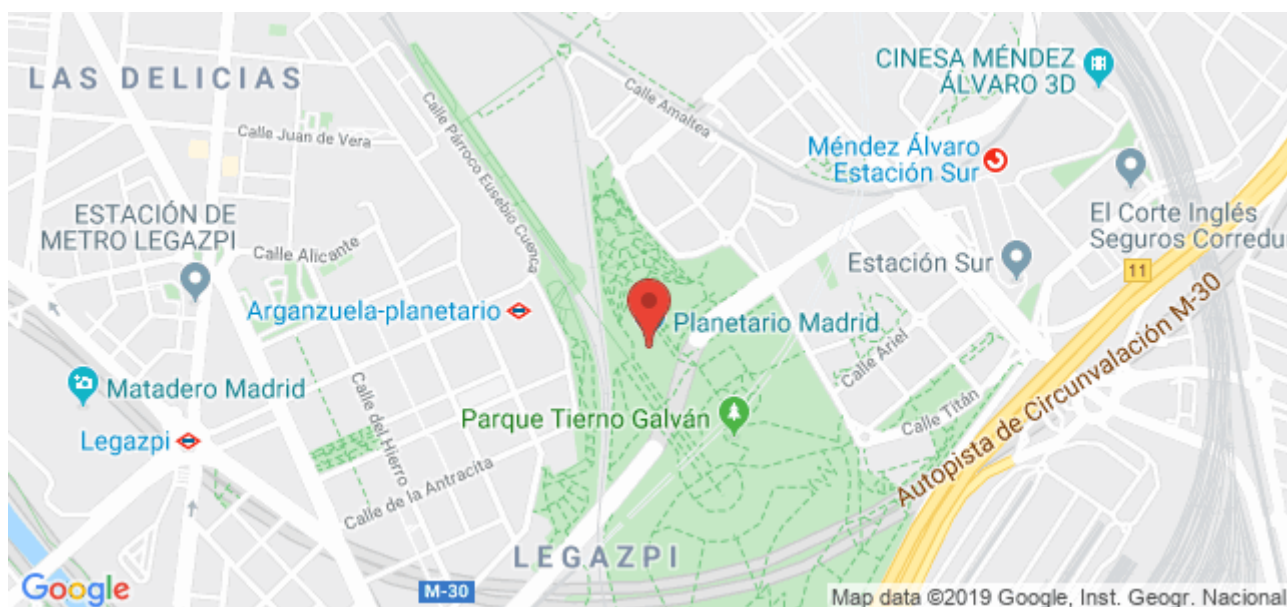 LAS DELICIAS
CINESA MÉNDEZ
ÁLVARO 3D
Calle Amaltea
Calle Juan de Vera
Calle Párroco Eusebio Cuenca
Méndez Álvaro
Estación Sur
ESTACIÓN DE
METRO LEGAZPI
Calle Alicante
El Corte Inglés
Seguros Corredu
Estación Sur
11
Arganzuela-planetario
Planetario Madrid
Calle Ariel
Autopista de Circunvalación M-30
Matadero Madrid
Calle del Hierro
Parque Tierno Galván
Calle Titán
Legazpi
Calle de la Antracita
LEGAZPI
Google
M-30
Map data ©2019 Google, Inst. Geogr. Nacional